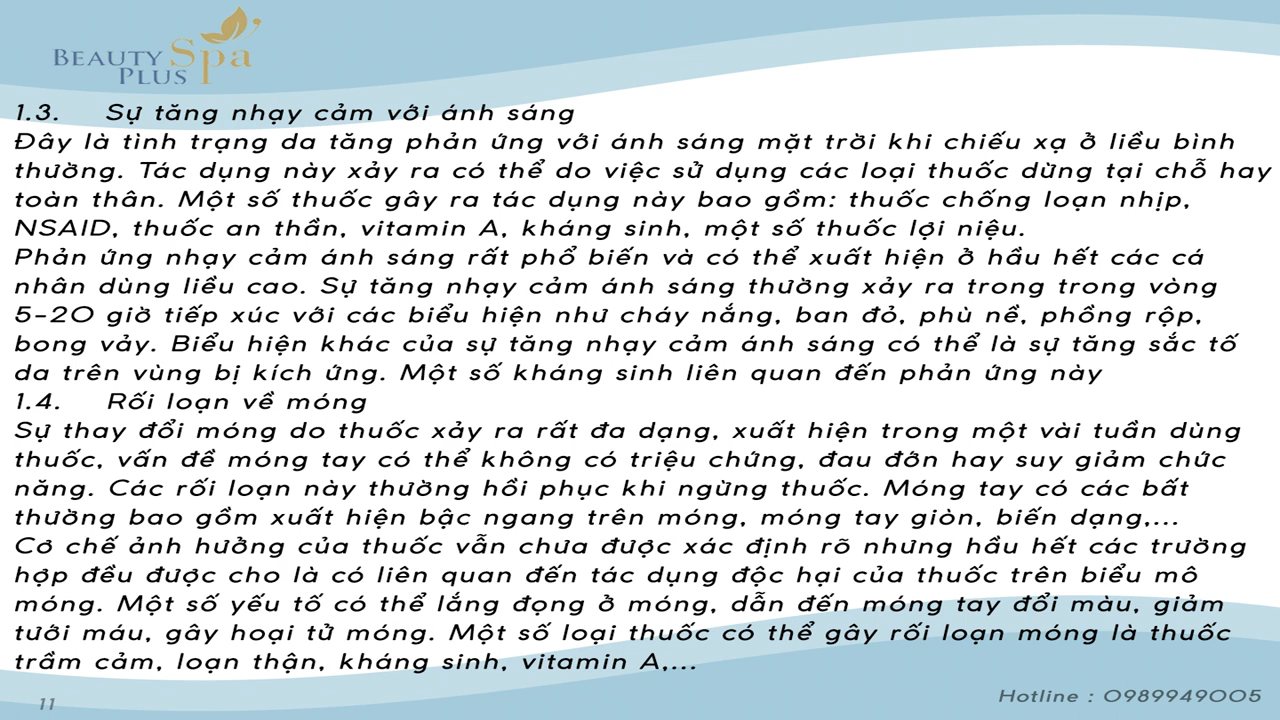 BEAUTY Spa
PLUS
1.3. Sự tăng nhạy cảm với ánh sáng
Đây là tình trạng da tăng phản ứng với ánh sáng mặt trời khi chiếu xạ ở liều bình
thường. Tác dụng này xảy ra có thể do việc sử dụng các loại thuốc dừng tại chỗ hay
toàn thân. Một số thuốc gây ra tác dụng này bao gồm: thuốc chống loạn nhịp,
NSAID, thuốc an thần, vitamin A, kháng sinh, một số thuốc lợi niệu.
Phản ứng nhạy cảm ánh sáng rất phổ biến và có thể xuất hiện ở hầu hết các cá
nhân dùng liều cao. Sự tăng nhạy cảm ánh sáng thường xảy ra trong trong vòng
5-20 giờ tiếp xúc với các biểu hiện như cháy nắng, ban đỏ, phù nề, phồng rộp,
bong vảy. Biểu hiện khác của sự tăng nhạy cảm ánh sáng có thể là sự tăng sắc tố
da trên vùng bị kích ứng. Một số kháng sinh liên quan đến phản ứng này
1.4. Rối loạn về móng
Sự thay đổi móng do thuốc xảy ra rất đa dạng, xuất hiện trong một vài tuần dùng
thuốc, vấn đề móng tay có thể không có triệu chứng, đau đớn hay suy giảm chức
năng. Các rối loạn này thường hồi phục khi ngừng thuốc. Móng tay có các bất
thường bao gồm xuất hiện bậc ngang trên móng, móng tay giòn, biến dạng,...
Cơ chế ảnh hưởng của thuốc vẫn chưa được xác định rõ nhưng hầu hết các trường
hợp đều được cho là có liên quan đến tác dụng độc hại của thuốc trên biểu mô
móng. Một số yếu tố có thể lắng đọng ở móng, dẫn đến móng tay đổi màu, giảm
tưới máu, gây hoại tử móng. Một số loại thuốc có thể gây rối loạn móng là thuốc
trầm cảm, loạn thận, kháng sinh, vitamin A,...
11
Hotline : 0989949005